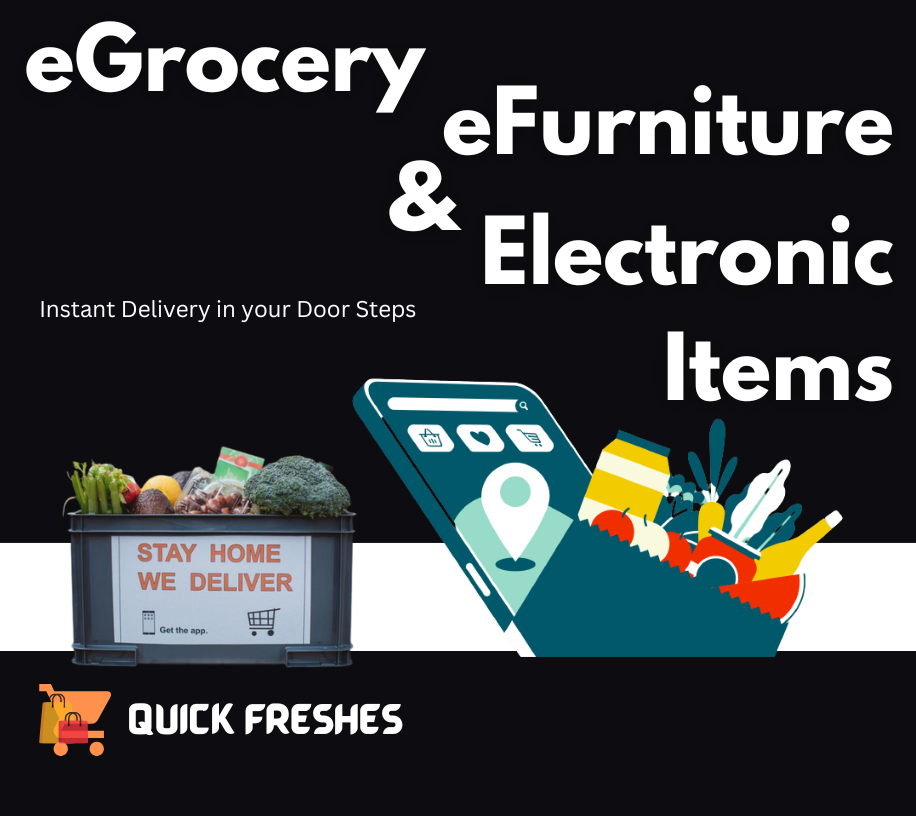 eGrocery
eFurniture
&
Electronic
Items
Instant Delivery in your Door Steps
STAY HOME
WE DELIVER
Get the app.
QUICK FRESHES